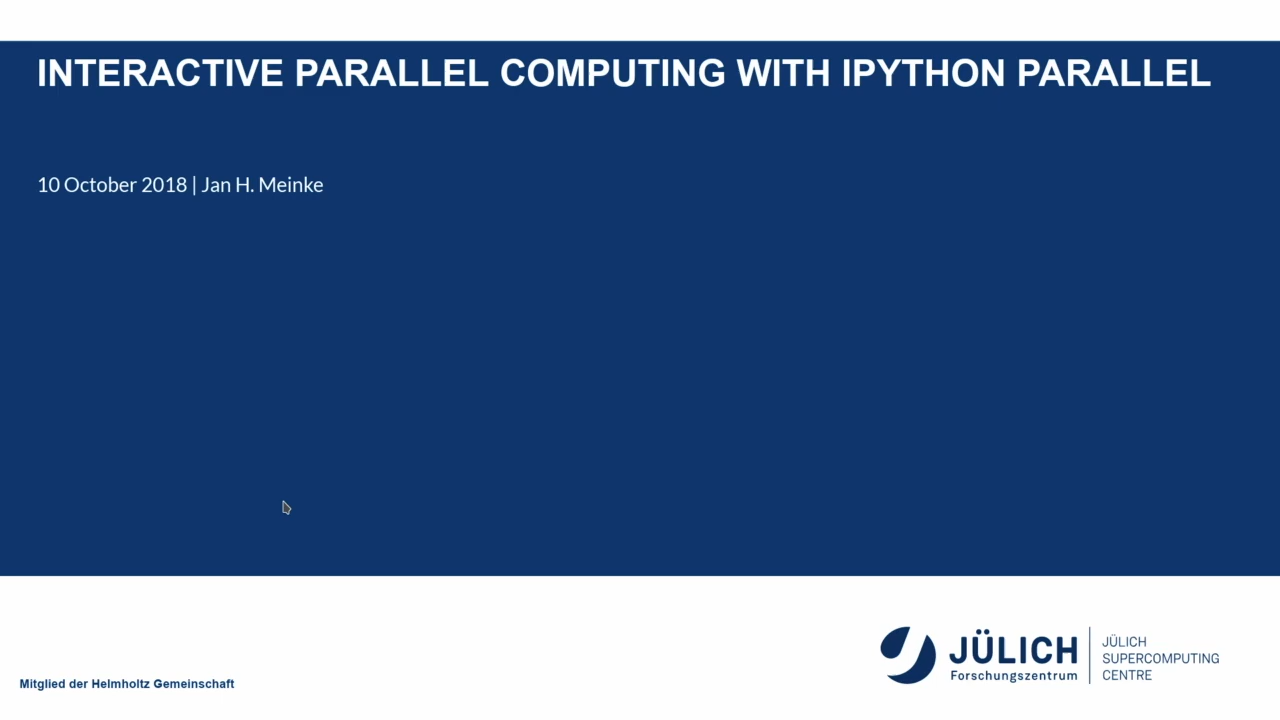 INTERACTIVE PARALLEL COMPUTING WITH IPYTHON PARALLEL
10 October 2018 | Jan H. Meinke
JÜLICH
Forschungszentrum
JÜLICH
SUPERCOMPUTING
CENTRE
Mitglied der Helmholtz Gemeinschaft